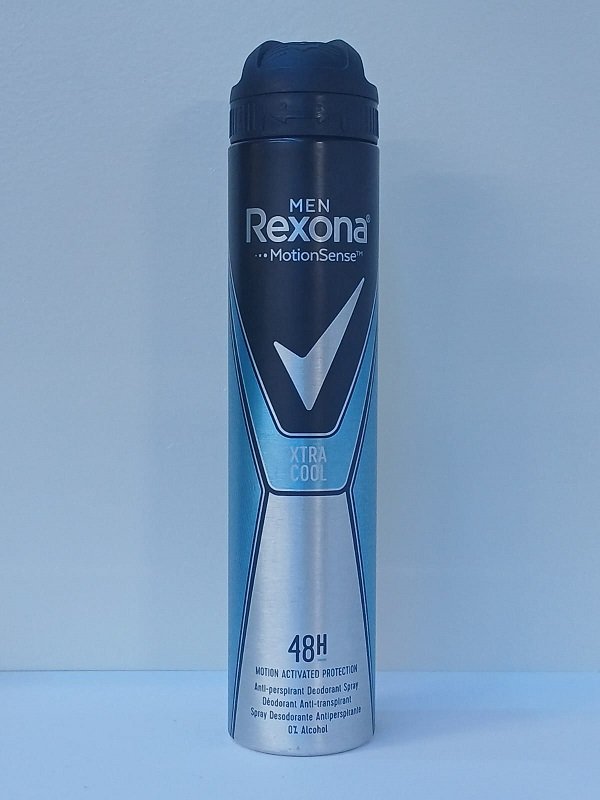 MEN
Rexona®
MotionSense™
XTRA
COOL
48H
MOTION ACTIVATED PROTECTION
Anti-perspirant Deodorant Spray
Déodorant Anti-transpirant
Spray Desodorante Antiperspirante
0% Alcohol